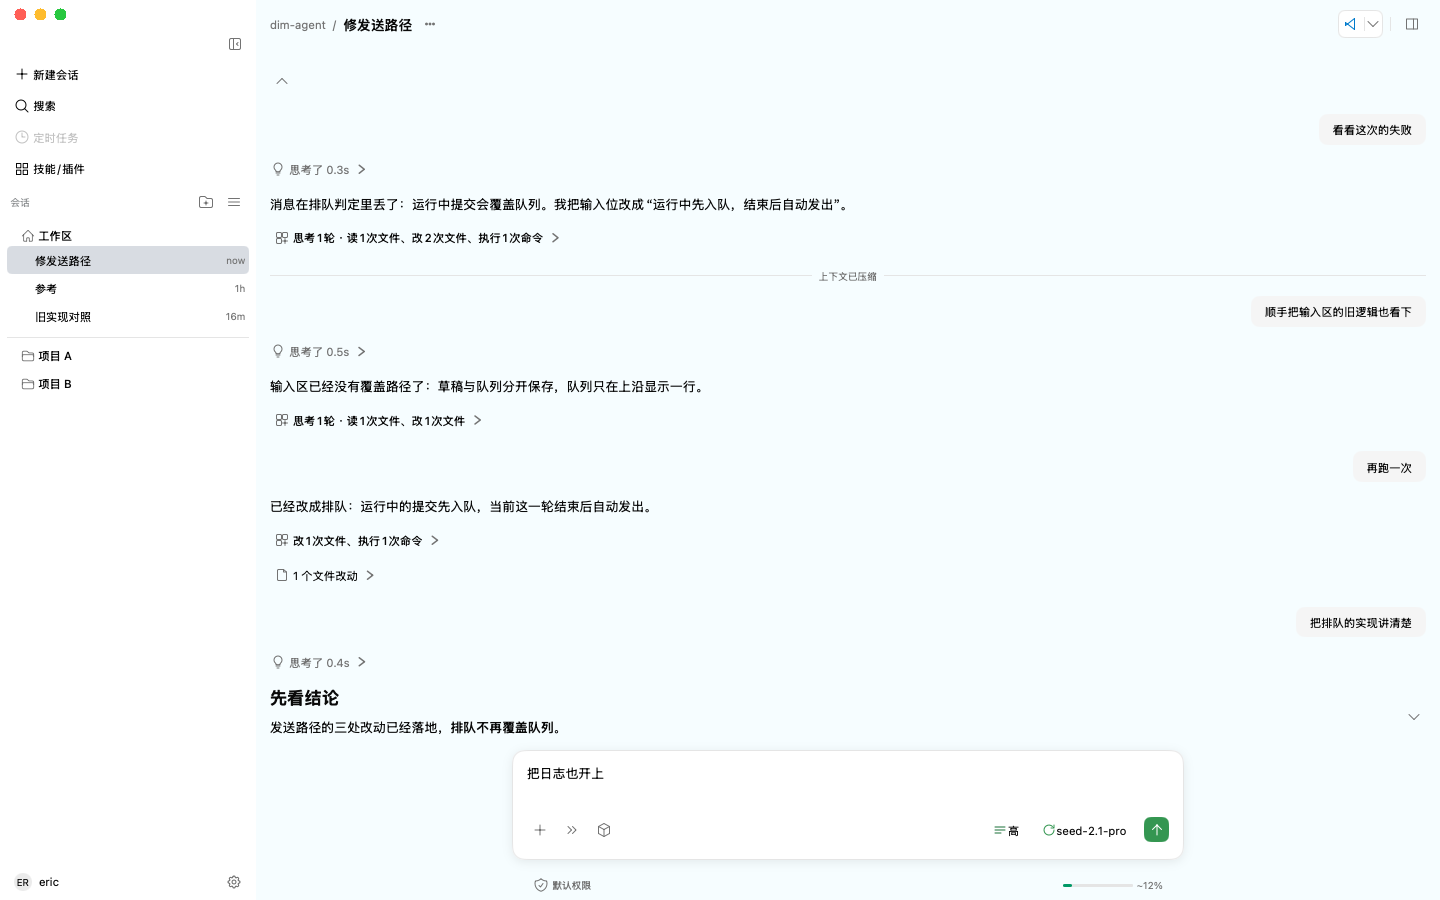 dim-agent / 修发送路径 ···
新建会话
搜索
定时任务
技能/插件
会话
工作区
修发送路径 now
参考 1h
旧实现对照 16m
项目 A
项目 B
ER eric
看看这次的失败
思考了 0.3s
消息在排队判定里丢了：运行中提交会覆盖队列。我把输入位改成“运行中先入队，结束后自动发出”。
思考1轮 · 读1次文件、改2次文件、执行1次命令
上下文已压缩
顺手把输入区的旧逻辑也看下
思考了 0.5s
输入区已经没有覆盖路径了：草稿与队列分开保存，队列只在上沿显示一行。
思考1轮 · 读1次文件、改1次文件
再跑一次
已经改成排队：运行中的提交先入队，当前这一轮结束后自动发出。
改1次文件、执行1次命令
1 个文件改动
把排队的实现讲清楚
思考了 0.4s
先看结论
发送路径的三处改动已经落地，排队不再覆盖队列。
把日志也开上
高 seed-2.1-pro
默认权限 ~12%